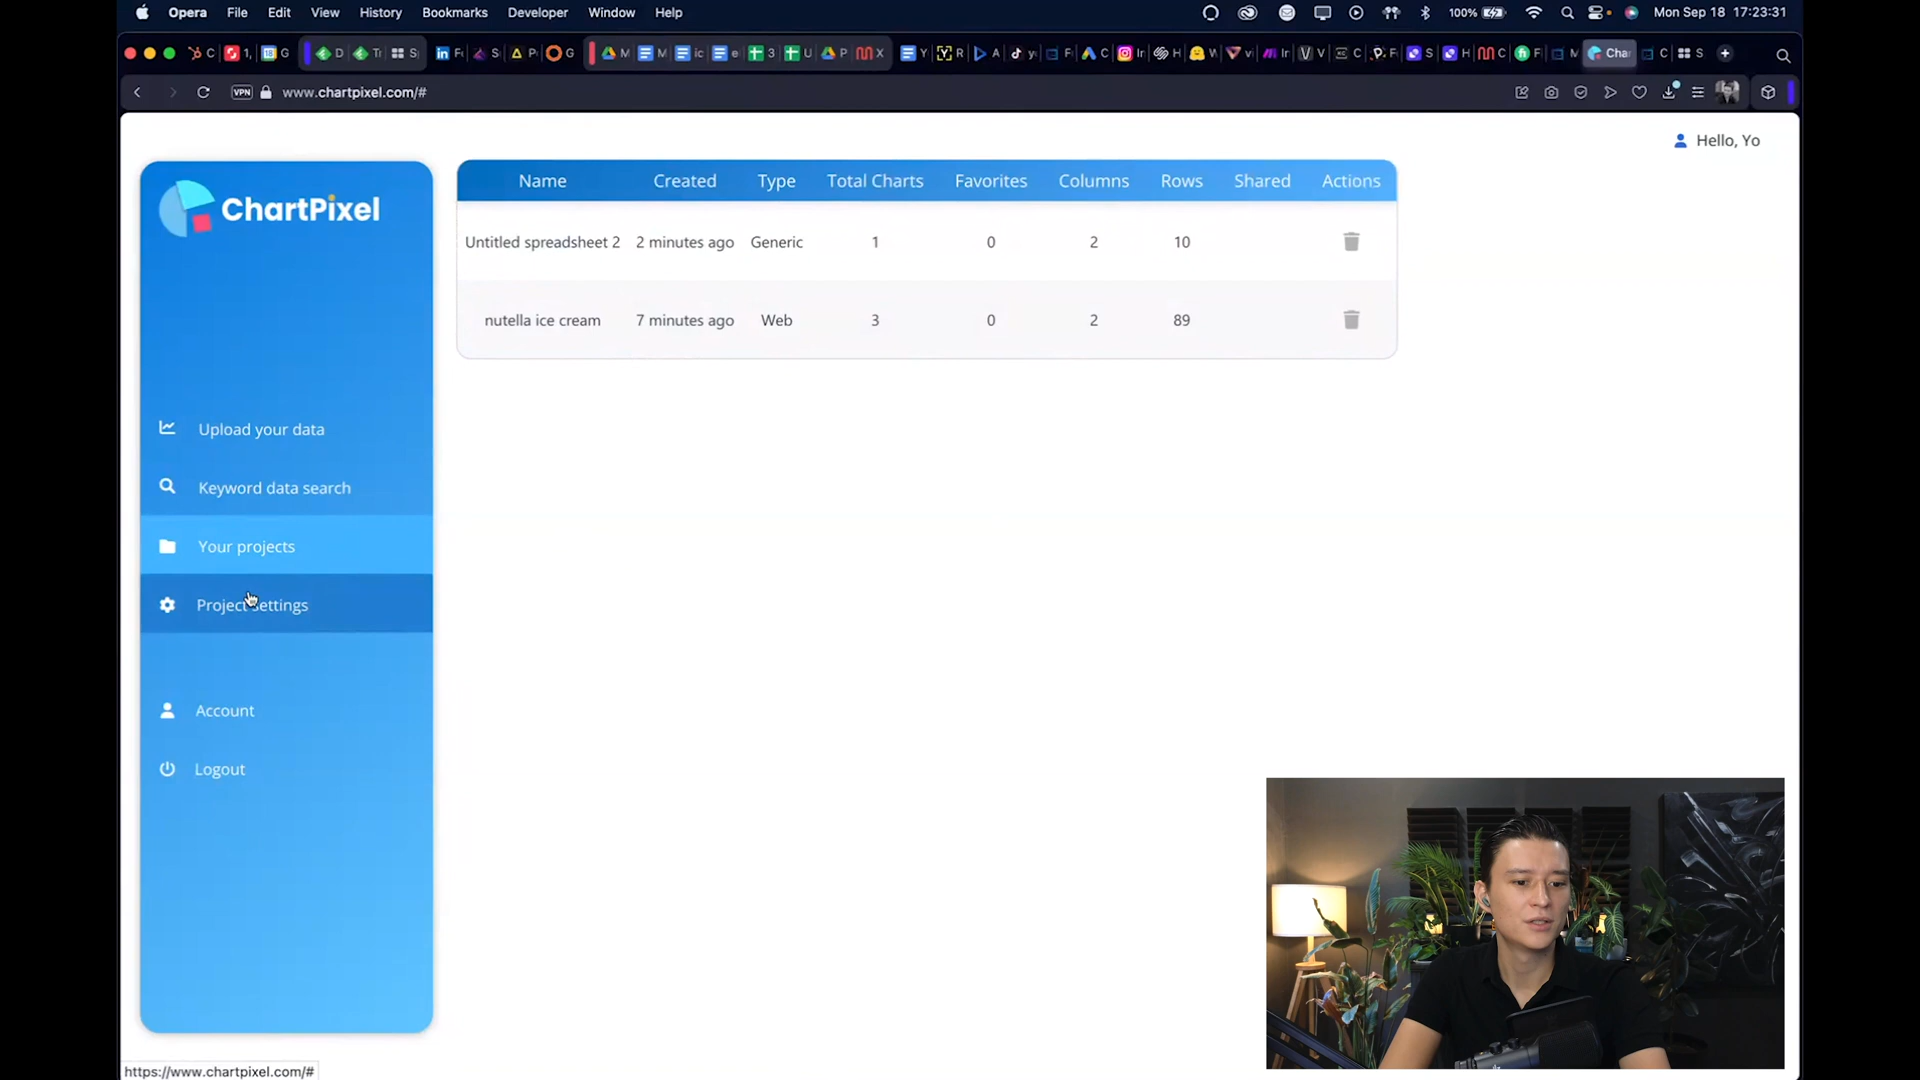 Opera File Edit View History Bookmarks Developer Window Help 100% Mon Sep 18 17:23:31
VPN www.chartpixel.com/#
Hello, Yo
ChartPixel
Name Created Type Total Charts Favorites Columns Rows Shared Actions
Untitled spreadsheet 2 2 minutes ago Generic 1 0 2 10
nutella ice cream 7 minutes ago Web 3 0 2 89
Upload your data
Keyword data search
Your projects
Project settings
Account
Logout
https://www.chartpixel.com/#